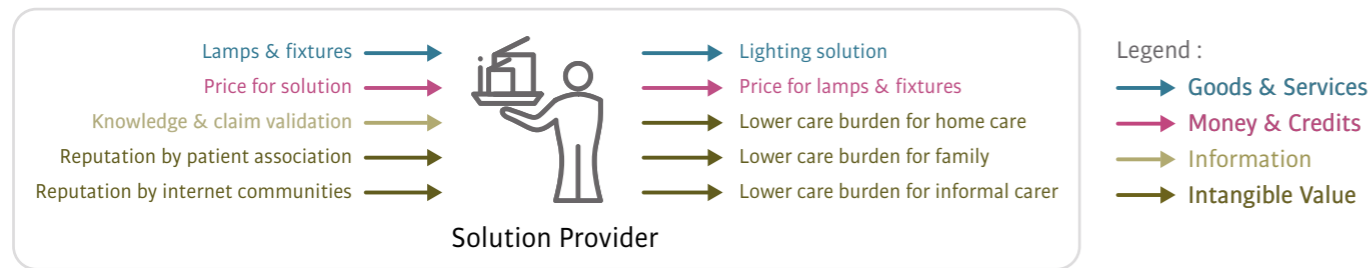 Lamps & fixtures
Price for solution
Knowledge & claim validation
Reputation by patient association
Reputation by internet communities
Solution Provider
Lighting solution
Price for lamps & fixtures
Lower care burden for home care
Lower care burden for family
Lower care burden for informal carer
Legend :
Goods & Services
Money & Credits
Information
Intangible Value